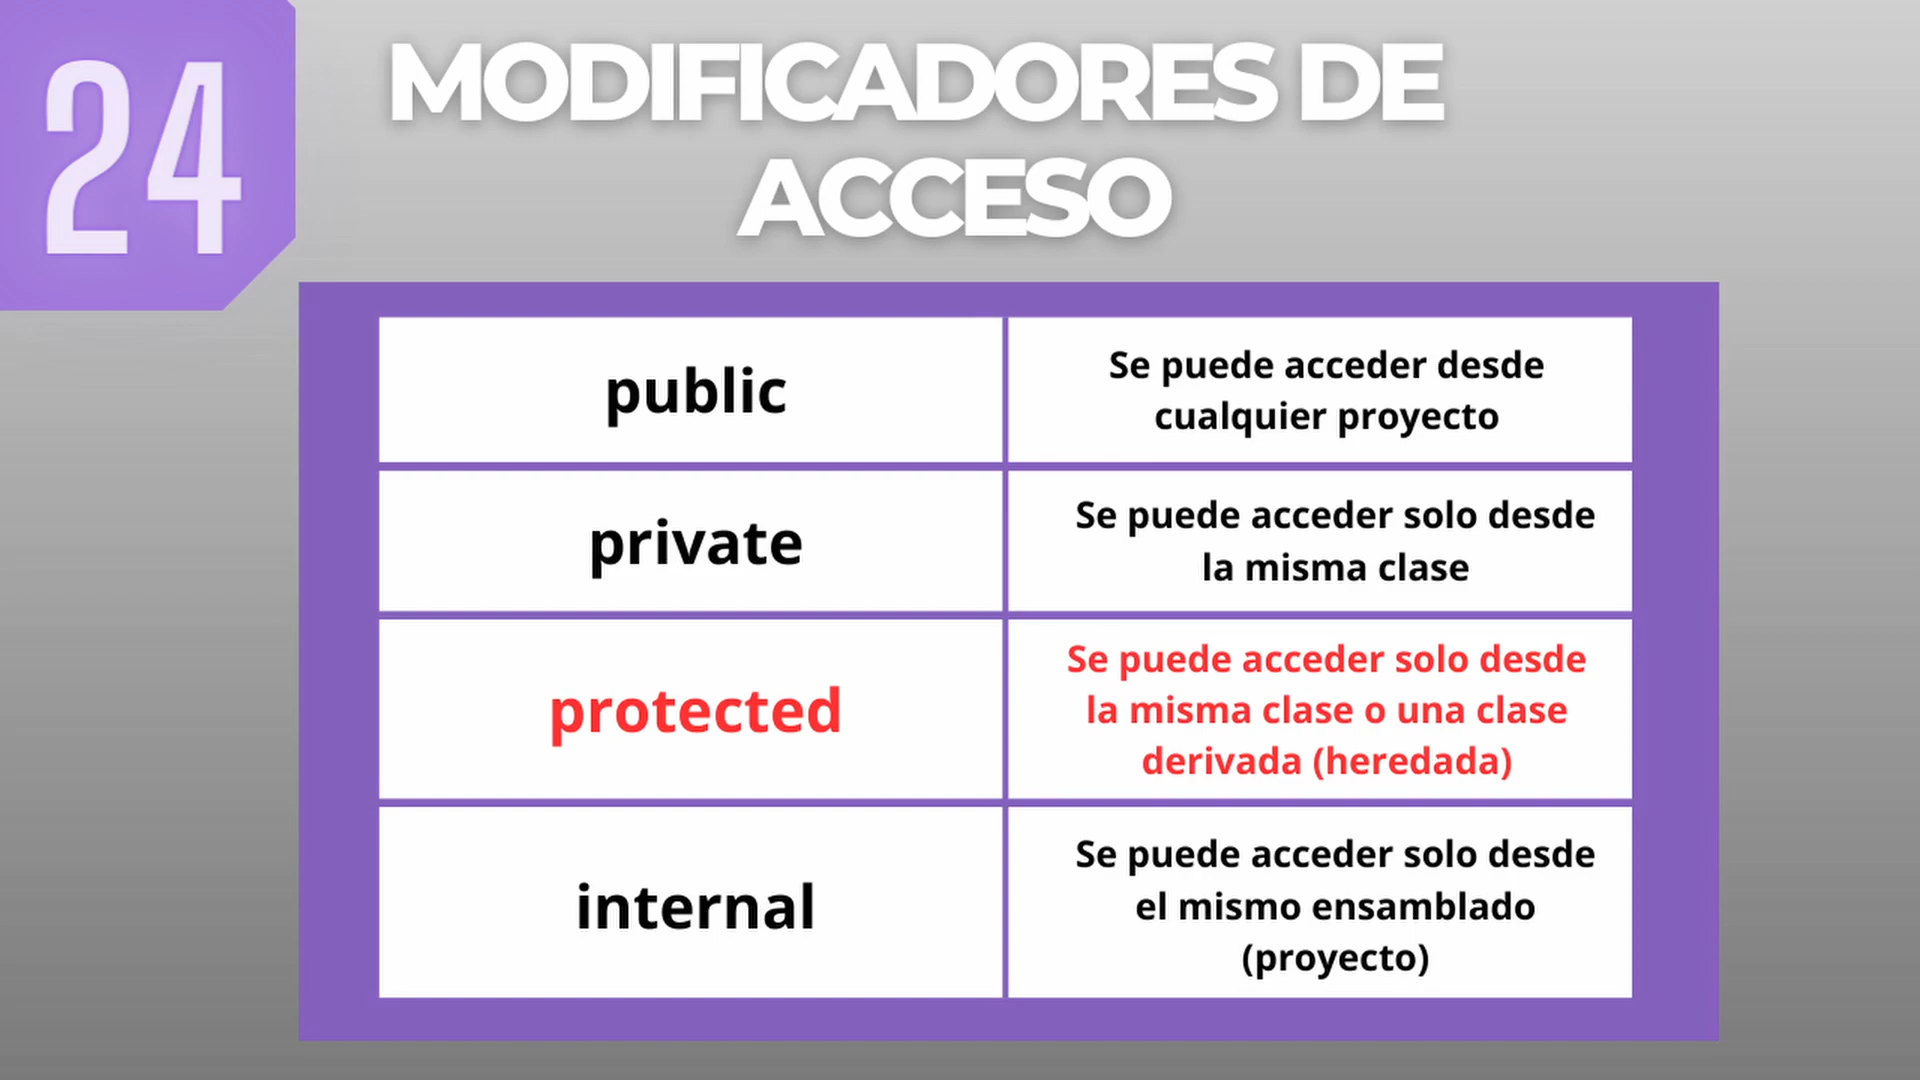 24
MODIFICADORES DE
ACCESO
public
Se puede acceder desde
cualquier proyecto
private
Se puede acceder solo desde
la misma clase
protected
Se puede acceder solo desde
la misma clase o una clase
derivada (heredada)
internal
Se puede acceder solo desde
el mismo ensamblado
(proyecto)